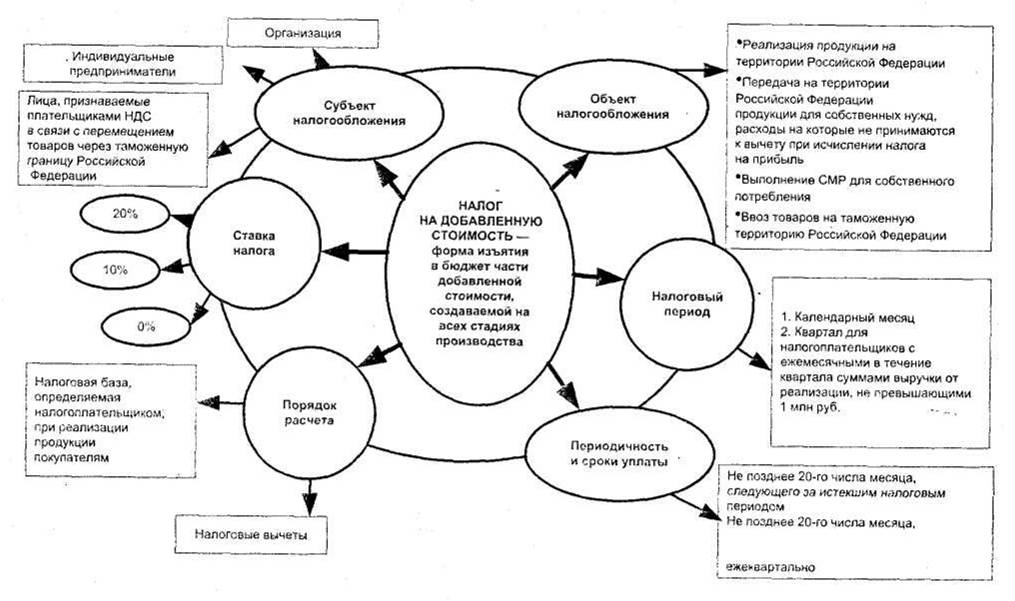 Организация
. Индивидуальные
предприниматели
Лица, признаваемые
плательщиками НДС
в связи с перемещением
товаров через таможенную
границу Российской
Федерации
Субъект
налогообложения
Объект
налогообложения
•Реализация продукции на
территории Российской Федерации
•Передача на территории
Российской Федерации
продукции для собственных нужд,
расходы на которые не принимаются
к вычету при исчислении налога
на прибыль
•Выполнение СМР для собственного
потребления
•Ввоз товаров на таможенную
территорию Российской Федерации
20%
10%
0%
Ставка
налога
НАЛОГ
НА ДОБАВЛЕННУЮ
СТОИМОСТЬ —
форма изъятия
в бюджет части
добавленной
стоимости,
создаваемой на
всех стадиях
производства
Налоговый
период
1. Календарный месяц
2. Квартал для
налогоплательщиков с
ежемесячными в течение
квартала суммами выручки от
реализации, не превышающими
1 млн руб.
Налоговая база,
определяемая
налогоплательщиком,
при реализации
продукции
покупателям
Порядок
расчета
Налоговые вычеты
Периодичность
и сроки уплаты
Не позднее 20-го числа месяца,
следующего за истекшим налоговым
периодом
Не позднее 20-го числа месяца,
ежеквартально